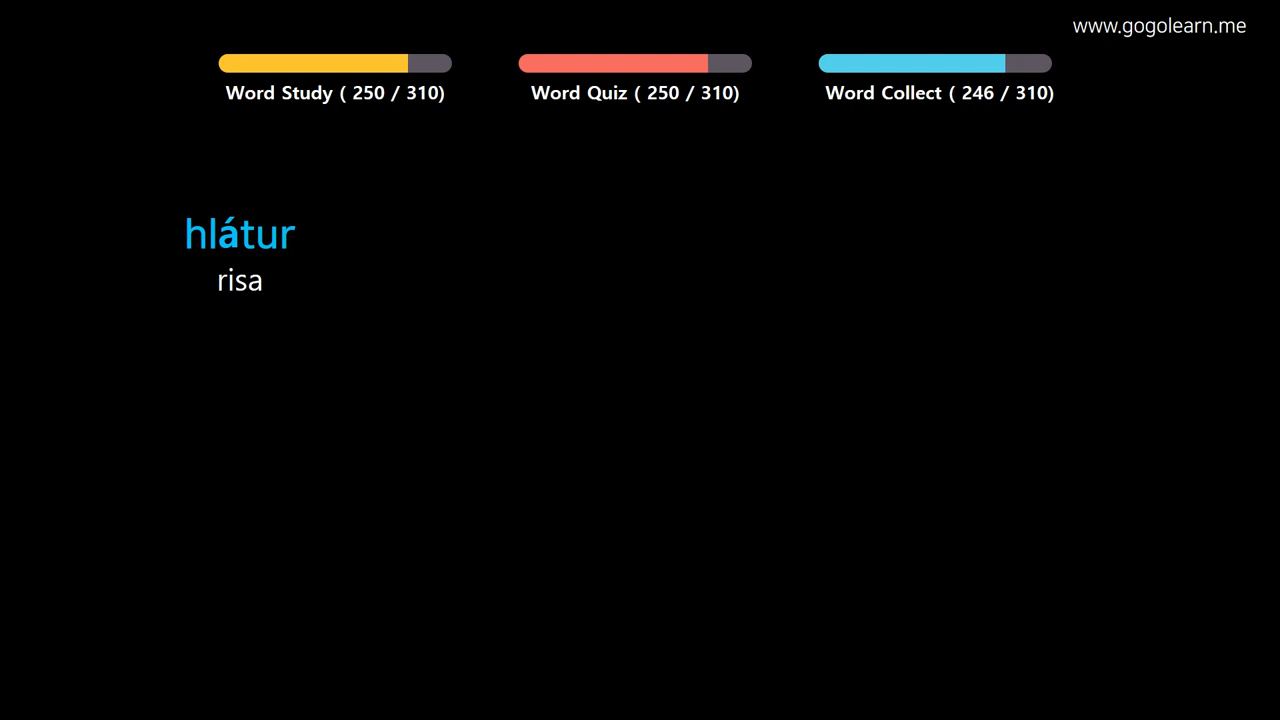 www.gogolearn.me
Word Study ( 250 / 310)
Word Quiz ( 250 / 310)
Word Collect ( 246 / 310)
hlátur
risa